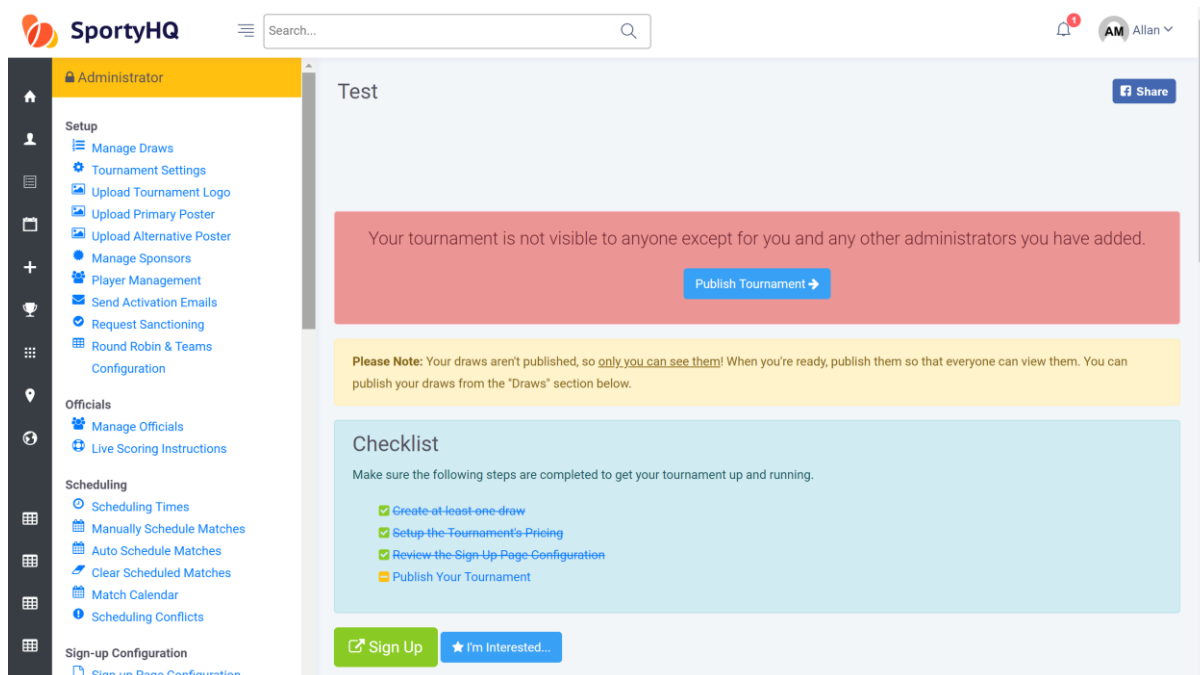 SportyHQ
Search...
1
AM Allan
Administrator
Setup
Manage Draws
Tournament Settings
Upload Tournament Logo
Upload Primary Poster
Upload Alternative Poster
Manage Sponsors
Player Management
Send Activation Emails
Request Sanctioning
Round Robin & Teams
Configuration
Officials
Manage Officials
Live Scoring Instructions
Scheduling
Scheduling Times
Manually Schedule Matches
Auto Schedule Matches
Clear Scheduled Matches
Match Calendar
Scheduling Conflicts
Sign-up Configuration
Sign-up Page Configuration
Test
Share
Your tournament is not visible to anyone except for you and any other administrators you have added.
Publish Tournament
Please Note: Your draws aren't published, so only you can see them! When you're ready, publish them so that everyone can view them. You can
publish your draws from the "Draws" section below.
Checklist
Make sure the following steps are completed to get your tournament up and running.
Create at least one draw
Setup the Tournament's Pricing
Review the Sign Up Page Configuration
Publish Your Tournament
Sign Up
I'm Interested...